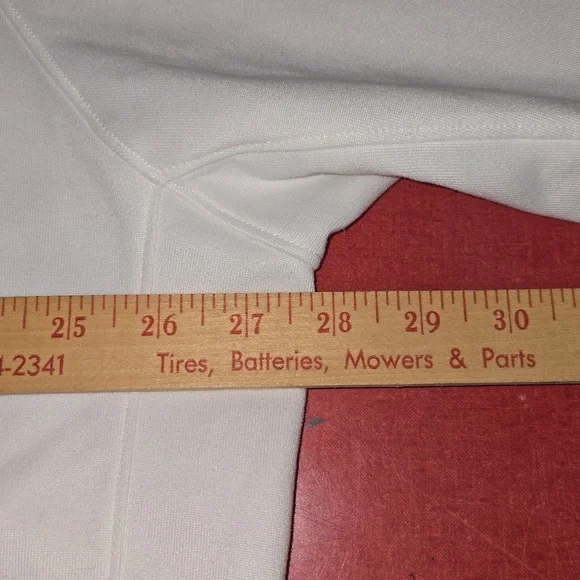 25 26 27 28 29 30
4-2341 Tires, Batteries, Mowers & Parts